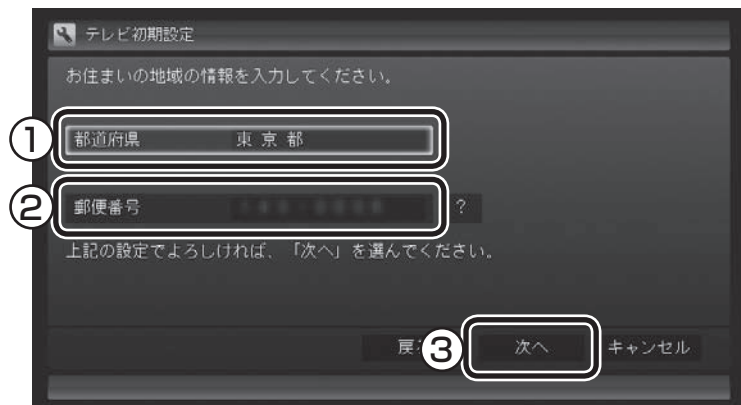 テレビ初期設定
お住まいの地域の情報を入力してください。
① 都道府県 東京都
② 郵便番号 ?
上記の設定でよろしければ、「次へ」を選んでください。
③ 次へ キャンセル